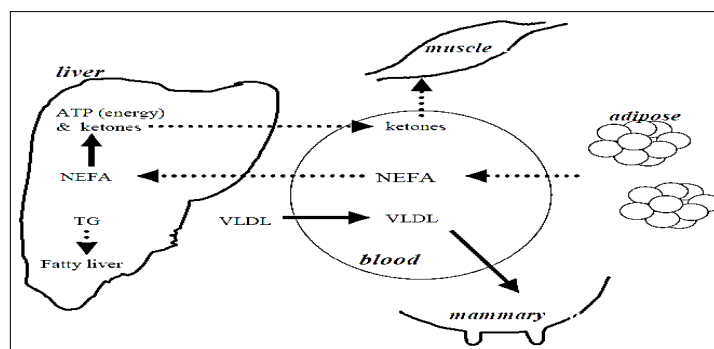 muscle
liver
ATP (energy)
& ketones
ketones
adipose
NEFA
NEFA
TG
VLDL
VLDL
Fatty liver
blood
mammary